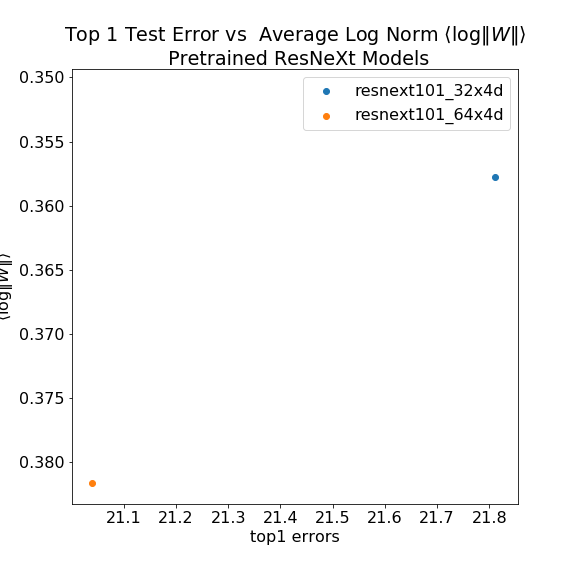 Top 1 Test Error vs  Average Log Norm ⟨log‖W‖⟩
Pretrained ResNeXt Models
resnext101_32x4d
resnext101_64x4d
⟨log‖W‖⟩
0.350
0.355
0.360
0.365
0.370
0.375
0.380
21.1 21.2 21.3 21.4 21.5 21.6 21.7 21.8
top1 errors